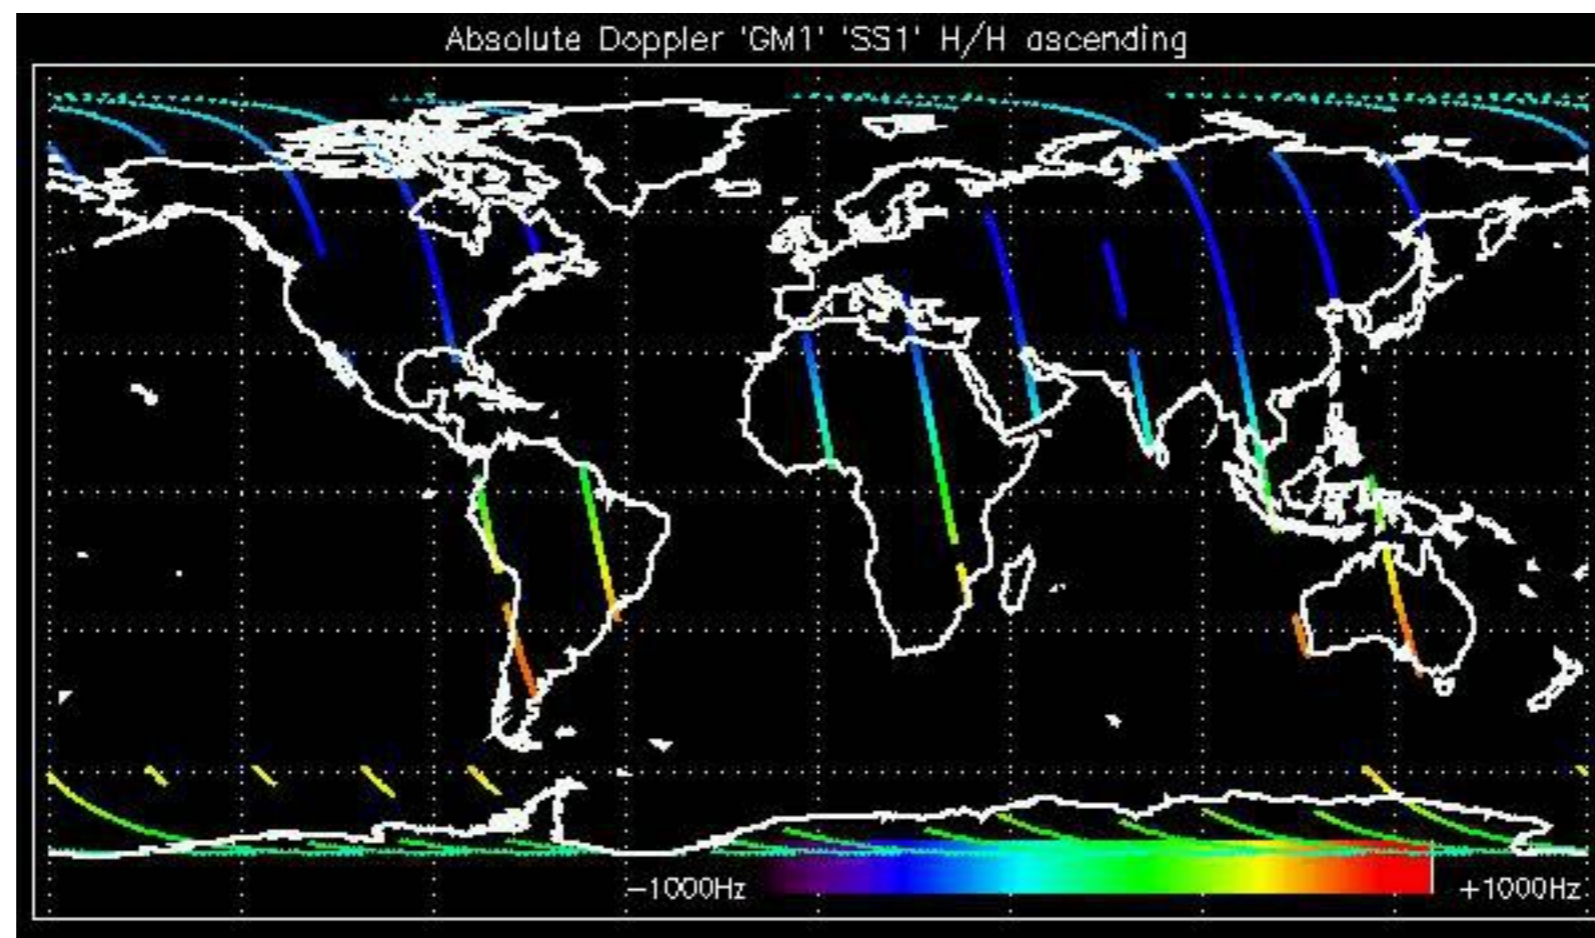 Absolute Doppler 'GM1' 'SS1' H/H ascending
-1000Hz
+1000Hz